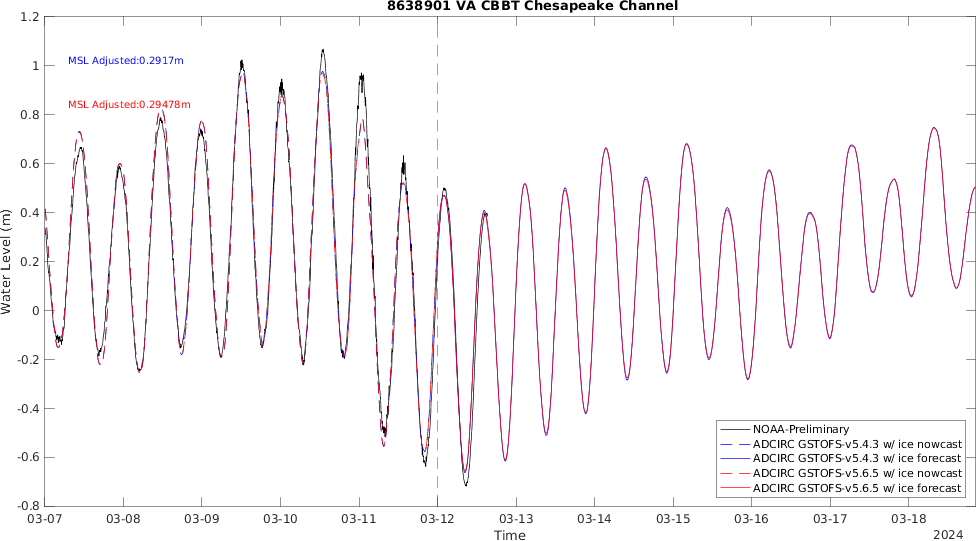 8638901 VA CBBT Chesapeake Channel
1.2
1
0.8
0.6
0.4
0.2
0
-0.2
-0.4
-0.6
-0.8
Water Level (m)
MSL Adjusted:0.2917m
MSL Adjusted:0.29478m
NOAA-Preliminary
ADCIRC GSTOFS-v5.4.3 w/ ice nowcast
ADCIRC GSTOFS-v5.4.3 w/ ice forecast
ADCIRC GSTOFS-v5.6.5 w/ ice nowcast
ADCIRC GSTOFS-v5.6.5 w/ ice forecast
03-07 03-08 03-09 03-10 03-11 03-12 03-13 03-14 03-15 03-16 03-17 03-18
Time
2024